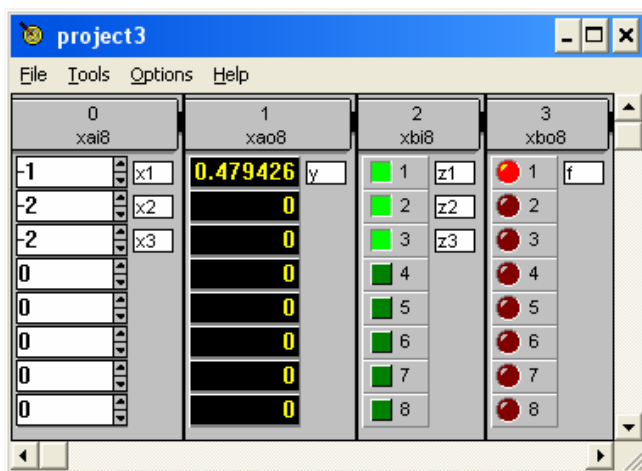 project3
File Tools Options Help
0 1 2 3
xai8 xao8 xbi8 xbo8
-1 x1 0.479426 y 1 z1 1 f
-2 x2 0 2 z2 2
-2 x3 0 3 z3 3
0 0 4 4
0 0 5 5
0 0 6 6
0 0 7 7
0 0 8 8